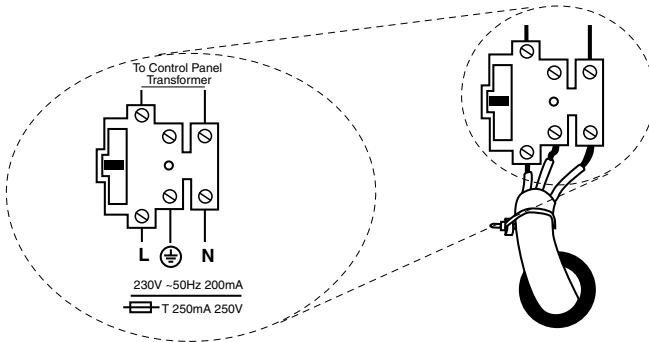 To Control Panel
Transformer
L N
230V ~50Hz 200mA
T 250mA 250V